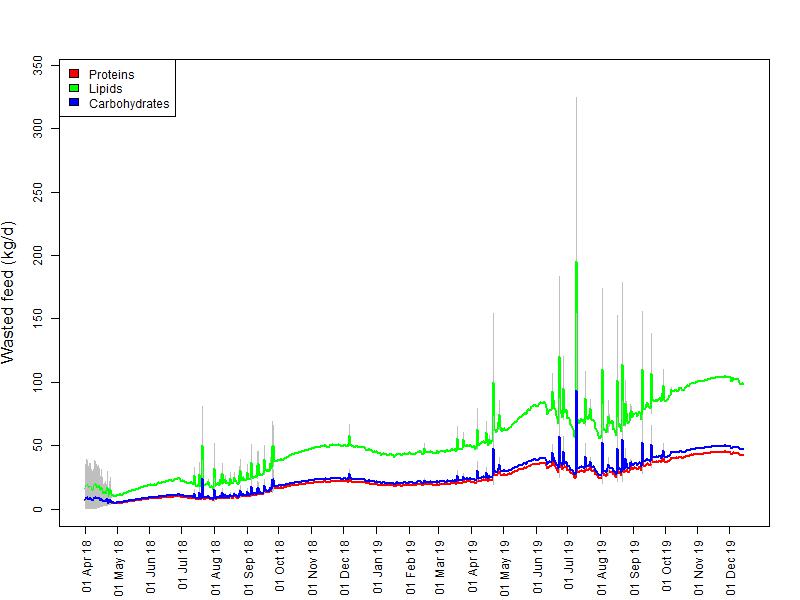 Proteins
Lipids
Carbohydrates
Wasted feed (kg/d)
350
300
250
200
150
100
50
0
01 Apr 18
01 May 18
01 Jun 18
01 Jul 18
01 Aug 18
01 Sep 18
01 Oct 18
01 Nov 18
01 Dec 18
01 Jan 19
01 Feb 19
01 Mar 19
01 Apr 19
01 May 19
01 Jun 19
01 Jul 19
01 Aug 19
01 Sep 19
01 Oct 19
01 Nov 19
01 Dec 19